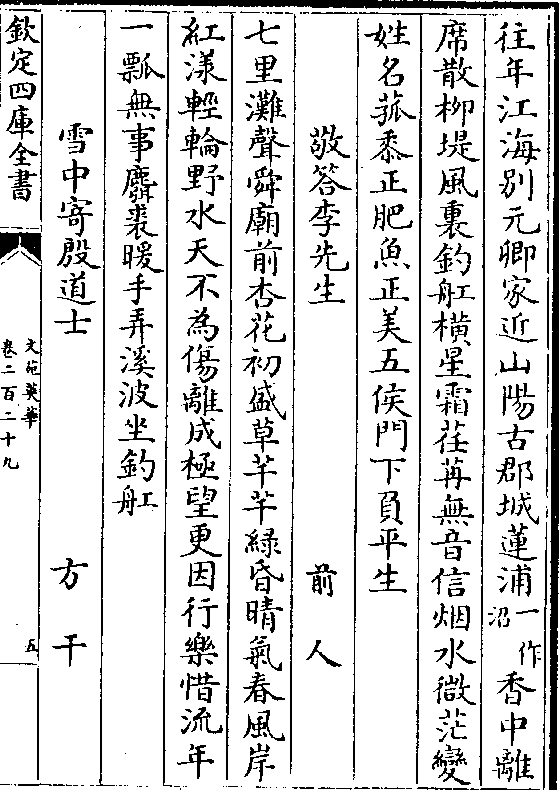 往年江海别元卿家近山陽古郡城蓮浦一作沼香中離
席散栁堤風裏釣舡横星霜荏苒無音信烟水微茫變
姓名菰黍正肥魚正美五侯門下負平生
敬答李先生　前人
七里灘聲舜廟前杏花初盛草芊芊緑昏晴氣春風岸
紅漾輕輪野水天不為傷離成極望更因行樂惜流年
一瓢無事麛裘暖手弄溪波坐釣舡
雪中寄殷道士　方干
欽定四庫全書
文苑英華
卷二百二十九
五